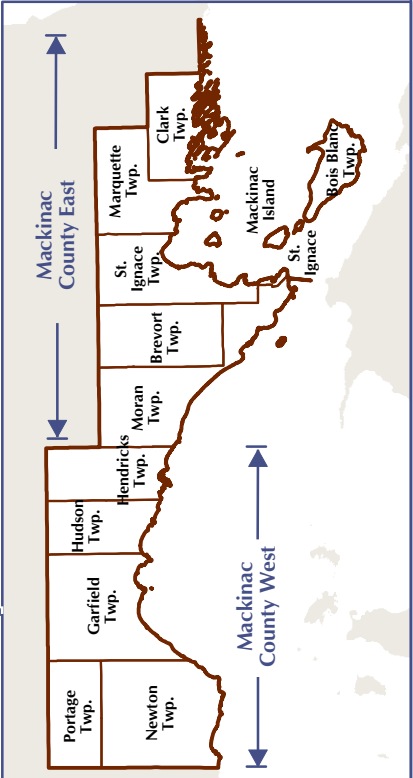 Mackinac
County East
Clark
Twp.
Marquette
Twp.
Bois Blanc
Twp.
Mackinac
Island
St.
Ignace
St.
Ignace
Twp.
Brevort
Twp.
Moran
Twp.
Hendricks
Twp.
Hudson
Twp.
Garfield
Twp.
Portage
Twp.
Newton
Twp.
Mackinac
County West